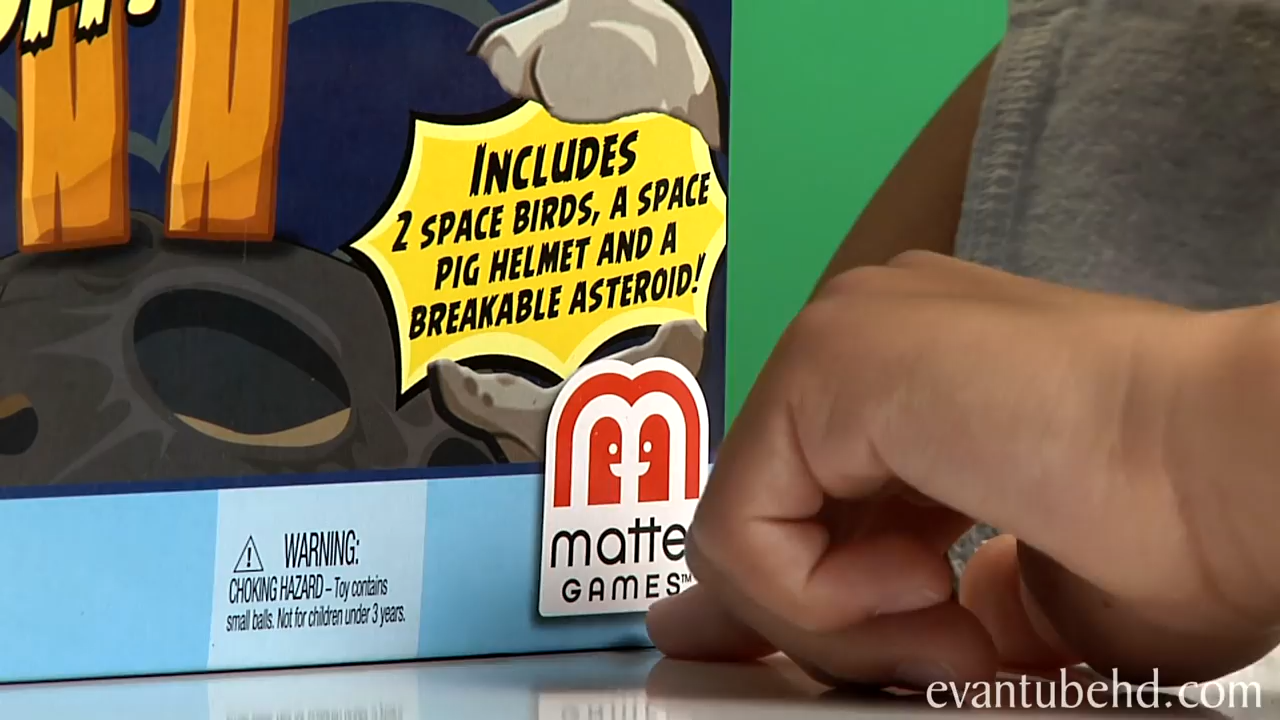 INCLUDES
2 SPACE BIRDS, A SPACE
PIG HELMET AND A
BREAKABLE ASTEROID!
matte
GAMES™
WARNING:
CHOKING HAZARD – Toy contains
small balls. Not for children under 3 years.
evantubehd.com